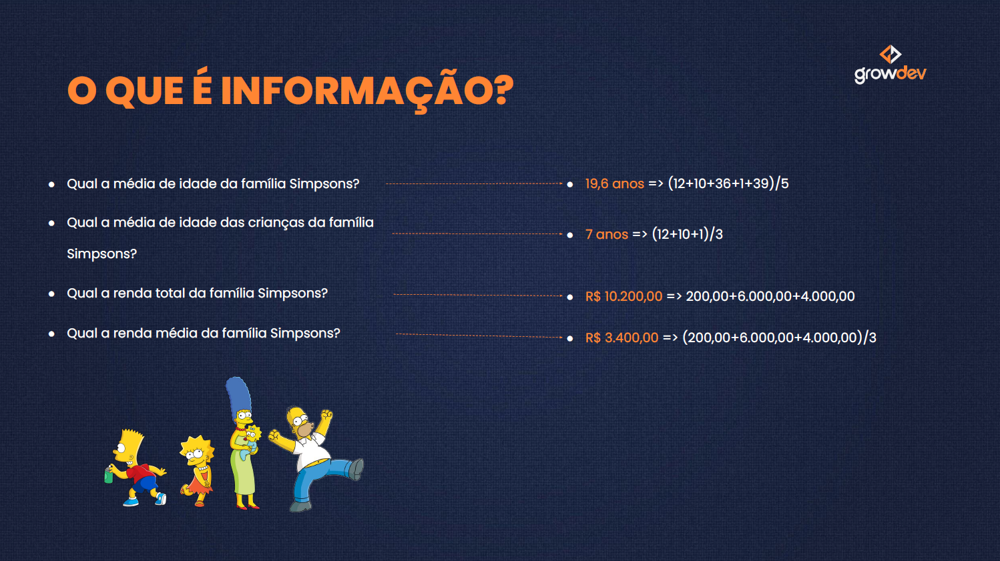 growdev
O QUE É INFORMAÇÃO?
● Qual a média de idade da família Simpsons?
● 19,6 anos => (12+10+36+1+39)/5
● Qual a média de idade das crianças da família
Simpsons?
● 7 anos => (12+10+1)/3
● Qual a renda total da família Simpsons?
● R$ 10.200,00 => 200,00+6.000,00+4.000,00
● Qual a renda média da família Simpsons?
● R$ 3.400,00 => (200,00+6.000,00+4.000,00)/3